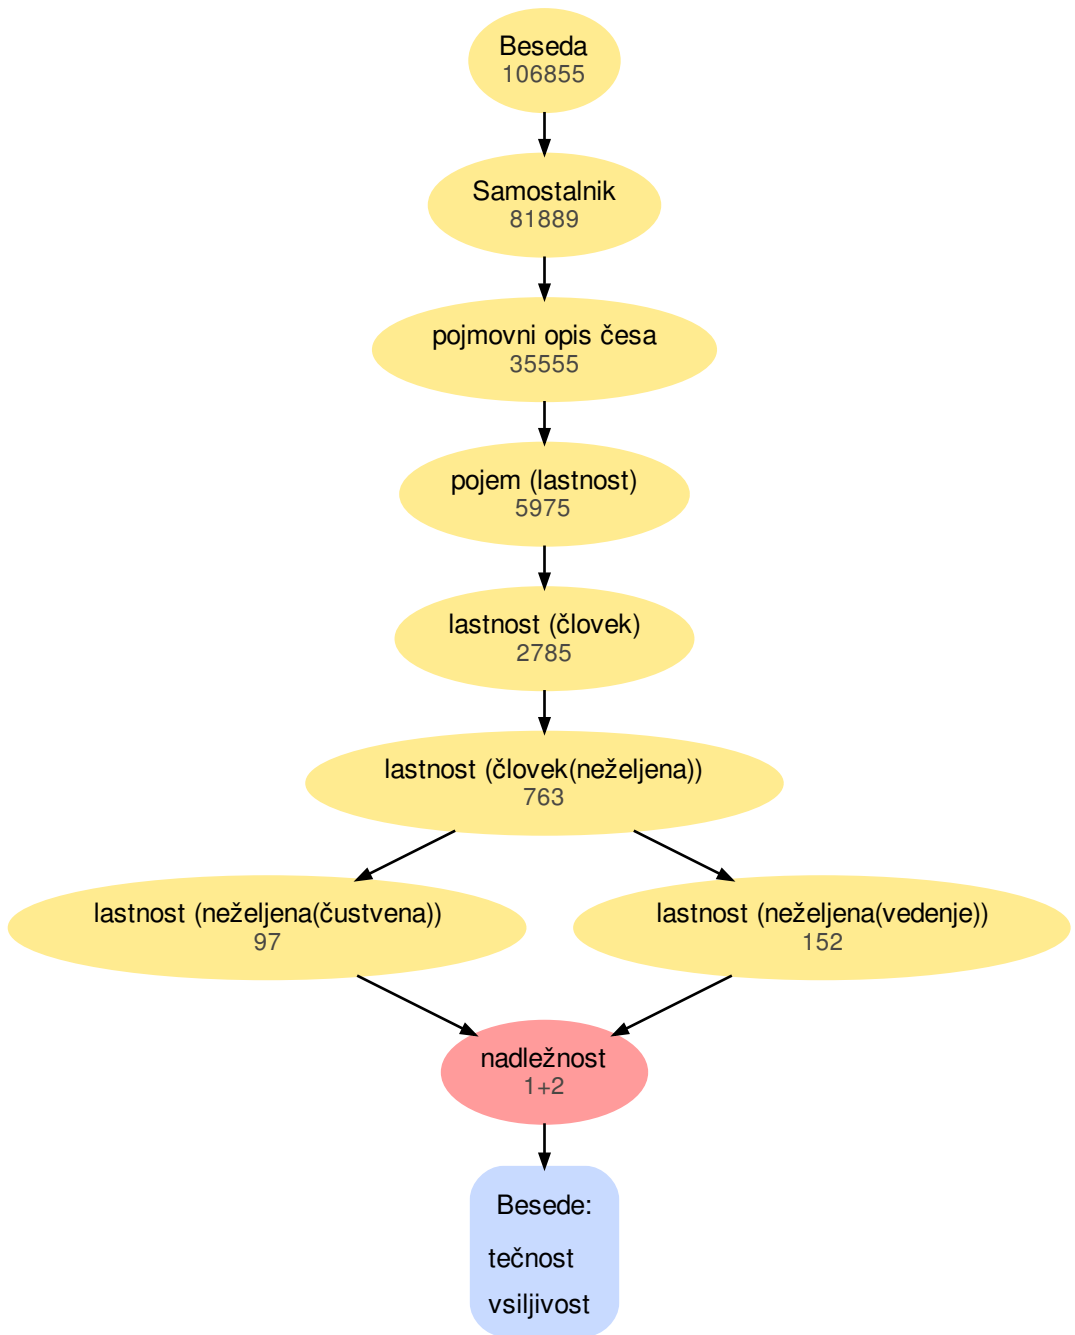 Beseda
106855
Samostalnik
81889
pojmovni opis česa
35555
pojem (lastnost)
5975
lastnost (človek)
2785
lastnost (človek(neželjena))
763
lastnost (neželjena(čustvena))
97
lastnost (neželjena(vedenje))
152
nadležnost
1+2
Besede:
tečnost
vsiljivost